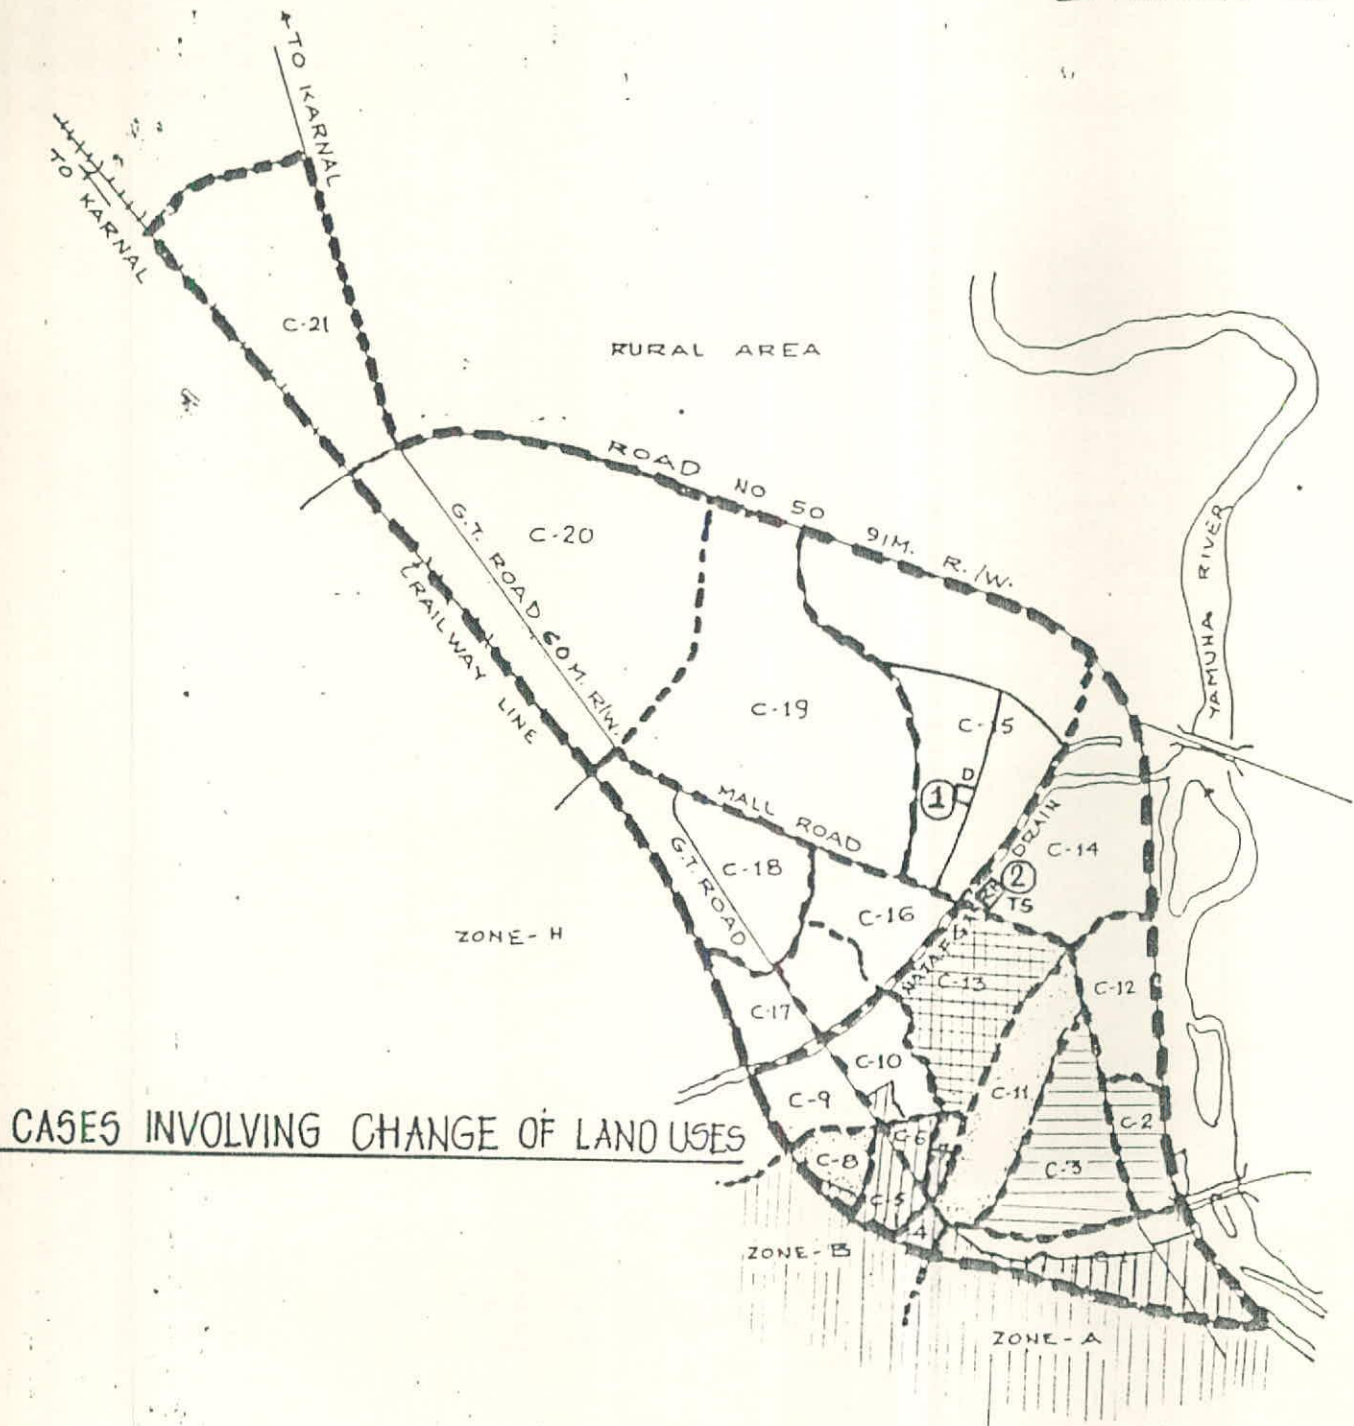 TO KARNAL
TO KARNAL
C-21
RURAL AREA
ROAD NO 50 91M. R./W.
C-20
G.T. ROAD 60 M. R/W.
RAILWAY LINE
YAMUHA RIVER
C-19
C-15
D
1
MALL ROAD
DRAIN
C-14
G.T. ROAD
C-18
2
TS
C-16
ZONE-H
C-13
C-12
C-17
C-10
C-11
C-9
C-2
CASES INVOLVING CHANGE OF LAND USES
C-6
C-8
C-3
C-5
4
ZONE-B
ZONE-A